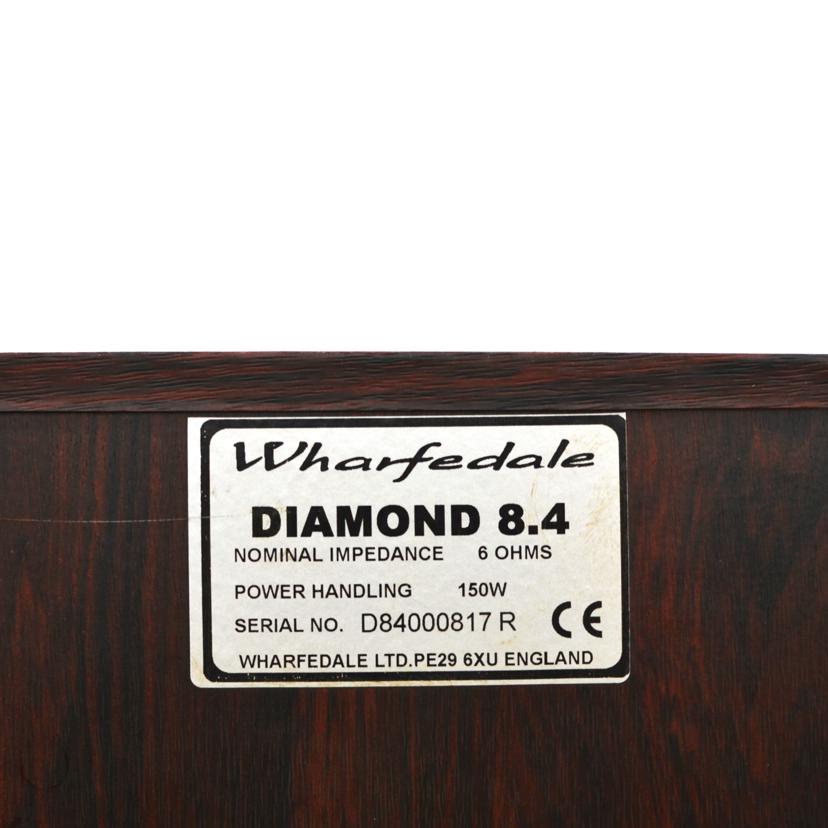 Wharfedale
DIAMOND 8.4
NOMINAL IMPEDANCE 6 OHMS
POWER HANDLING 150W
SERIAL NO. D84000817 R CE
WHARFEDALE LTD.PE29 6XU ENGLAND